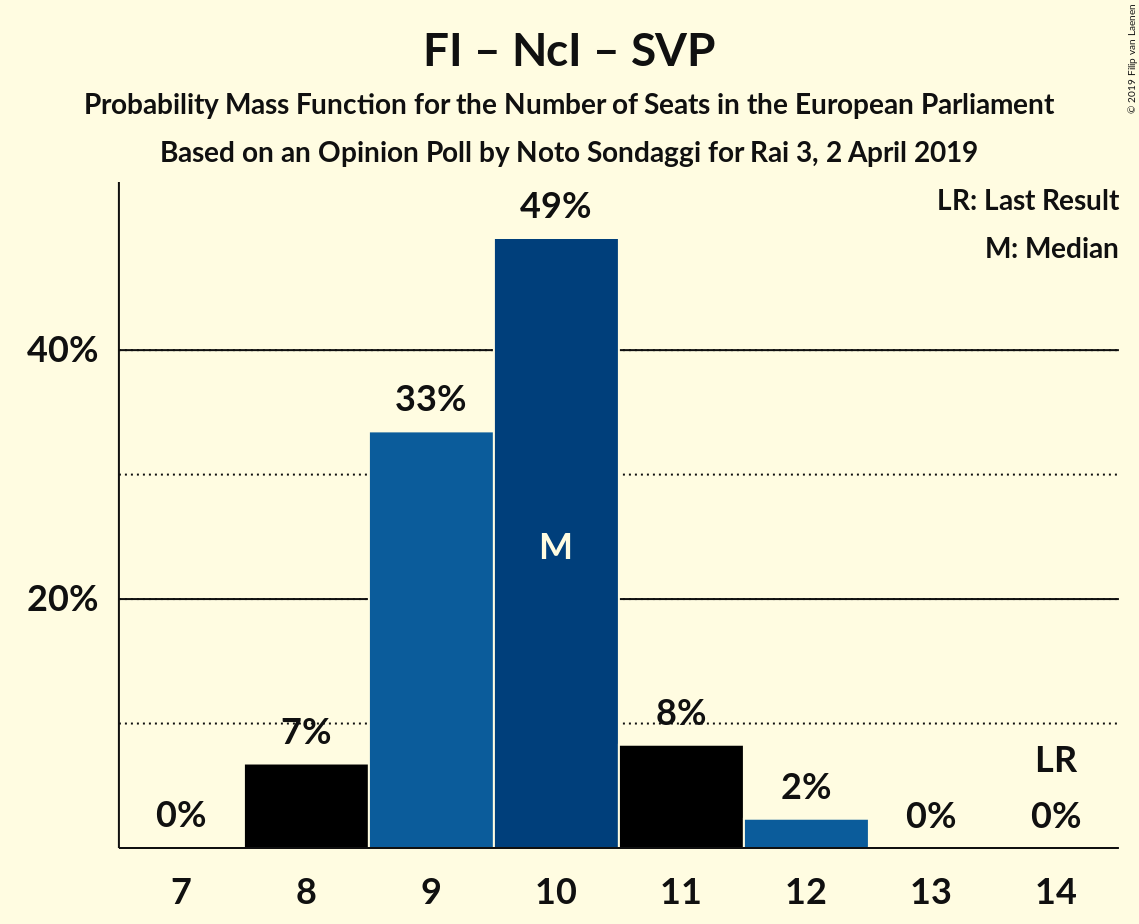 FI – NcI – SVP
Probability Mass Function for the Number of Seats in the European Parliament
Based on an Opinion Poll by Noto Sondaggi for Rai 3, 2 April 2019
© 2019 Filip van Laenen
LR: Last Result
M: Median
40%
20%
0%
7%
33%
49%
M
8%
2%
0%
LR
0%
7 8 9 10 11 12 13 14